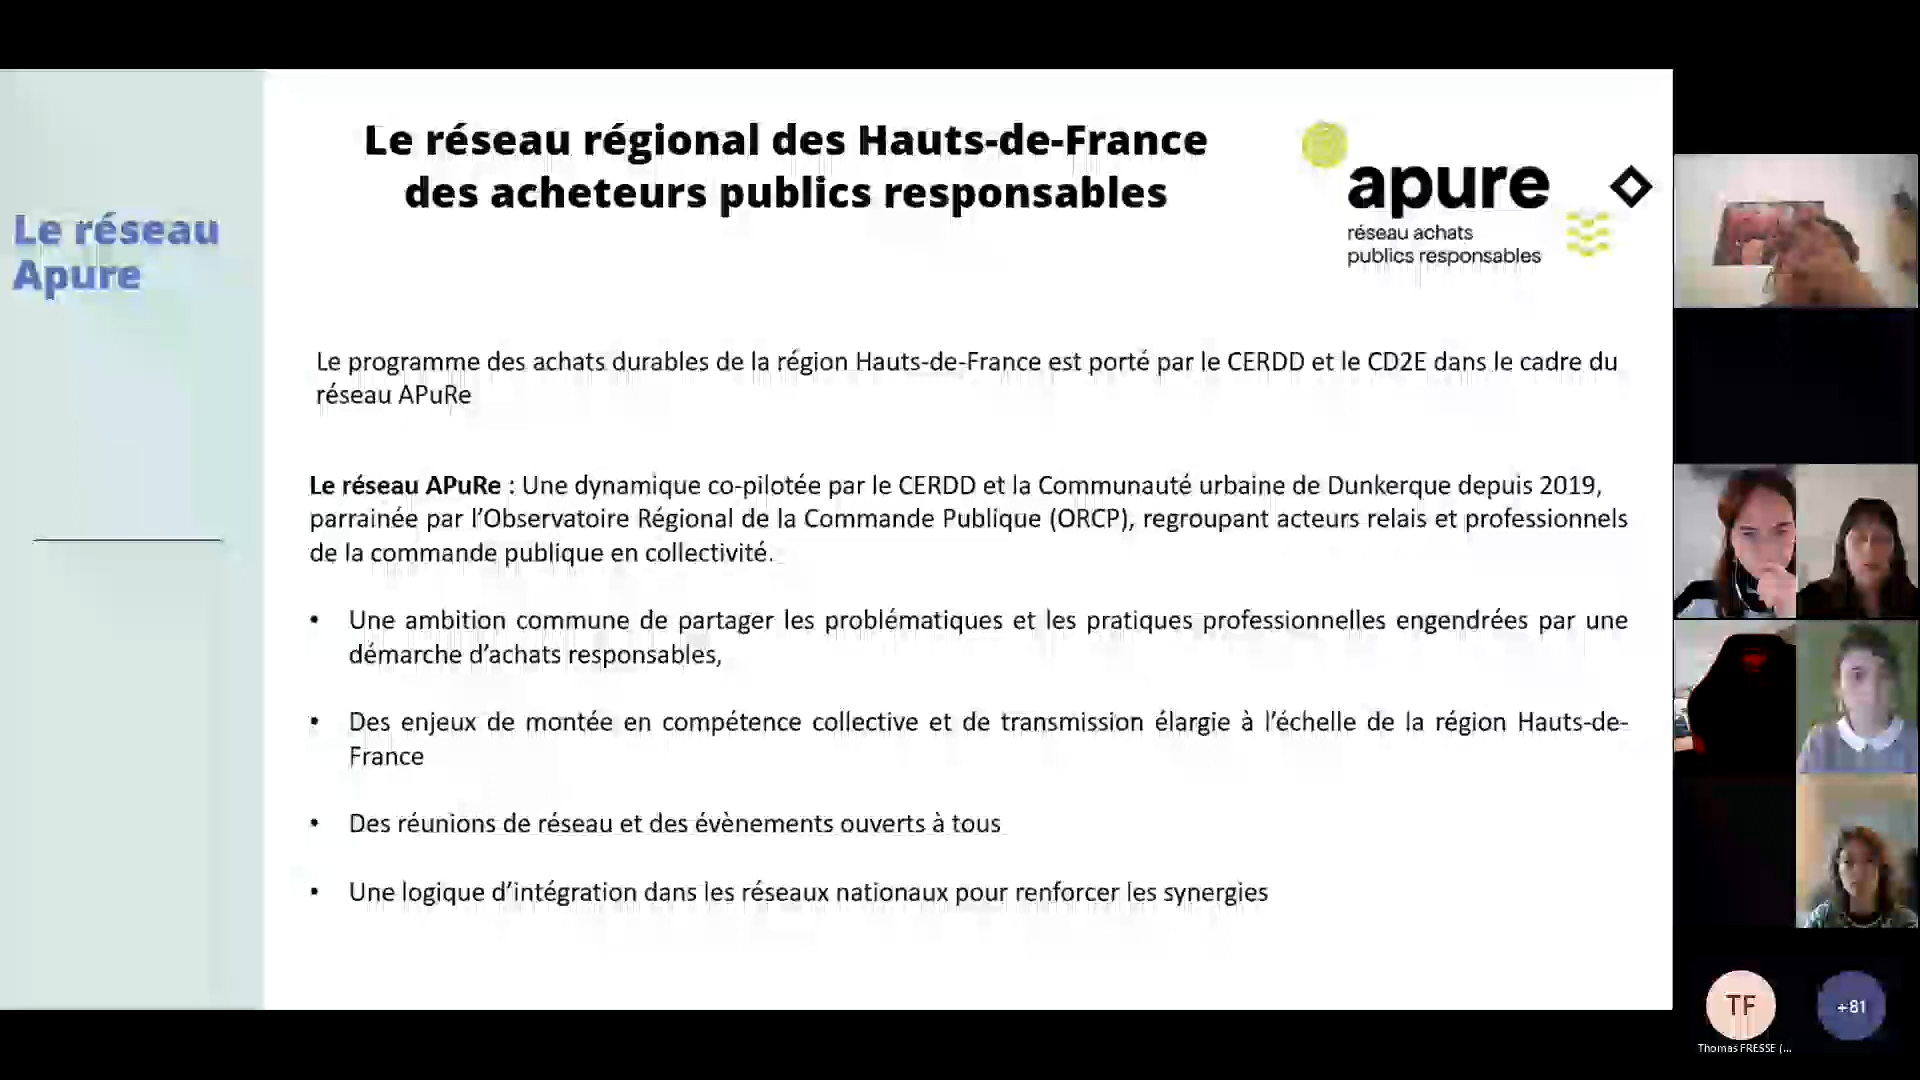 Le réseau
Apure
Le réseau régional des Hauts-de-France
des acheteurs publics responsables
apure
réseau achats
publics responsables
Le programme des achats durables de la région Hauts-de-France est porté par le CERDD et le CD2E dans le cadre du
réseau APuRe
Le réseau APuRe : Une dynamique co-pilotée par le CERDD et la Communauté urbaine de Dunkerque depuis 2019,
parrainée par l’Observatoire Régional de la Commande Publique (ORCP), regroupant acteurs relais et professionnels
de la commande publique en collectivité.
• Une ambition commune de partager les problématiques et les pratiques professionnelles engendrées par une
démarche d’achats responsables,
• Des enjeux de montée en compétence collective et de transmission élargie à l’échelle de la région Hauts-de-
France
• Des réunions de réseau et des évènements ouverts à tous
• Une logique d’intégration dans les réseaux nationaux pour renforcer les synergies
TF
+81
Thomas FRESSE (...